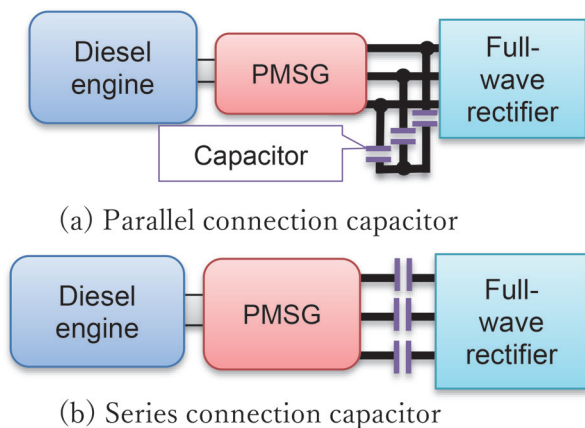 Diesel
engine
PMSG
Full-
wave
rectifier
Capacitor
(a) Parallel connection capacitor
Diesel
engine
PMSG
Full-
wave
rectifier
(b) Series connection capacitor